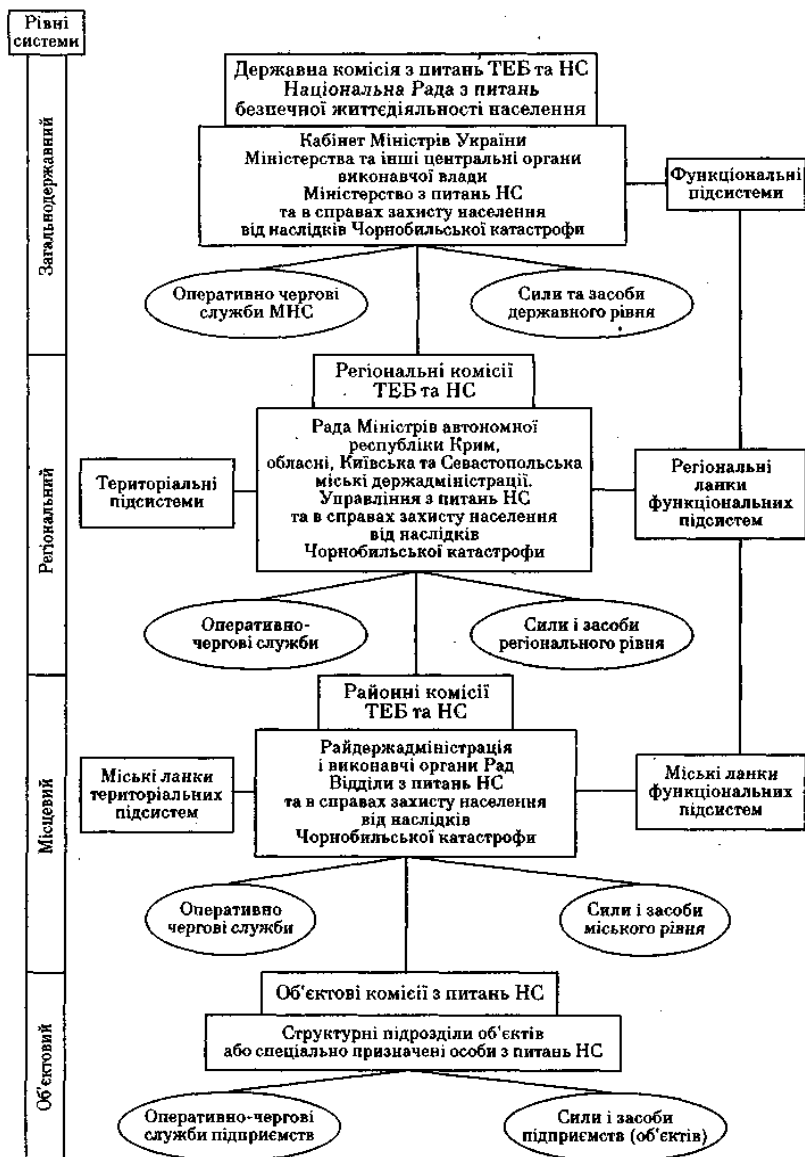 Рівні
системи
Загальнодержавний
Державна комісія з питань ТЕБ та НС
Національна Рада з питань
безпечної життєдіяльності населення
Кабінет Міністрів України
Міністерства та інші центральні органи
виконавчої влади
Міністерство з питань НС
та в справах захисту населення
від наслідків Чорнобильської катастрофи
Функціональні
підсистеми
Оперативно чергові
служби МНС
Сили та засоби
державного рівня
Регіональний
Регіональні комісії
ТЕБ та НС
Рада Міністрів автономної
республіки Крим,
обласні, Київська та Севастопольська
міські держадміністрації.
Управління з питань НС
та в справах захисту населення
від наслідків
Чорнобильської катастрофи
Територіальні
підсистеми
Регіональні
ланки
функціональних
підсистем
Оперативно-
чергові служби
Сили і засоби
регіонального рівня
Місцевий
Районні комісії
ТЕБ та НС
Райдержадміністрація
і виконавчі органи Рад
Відділи з питань НС
та в справах захисту населення
від наслідків
Чорнобильської катастрофи
Міські ланки
територіальних
підсистем
Міські ланки
функціональних
підсистем
Оперативно
чергові служби
Сили і засоби
міського рівня
Об'єктовий
Об'єктові комісії з питань НС
Структурні підрозділи об'єктів
або спеціально призначені особи з питань НС
Оперативно-чергові
служби підприємств
Сили і засоби
підприємств (об'єктів)